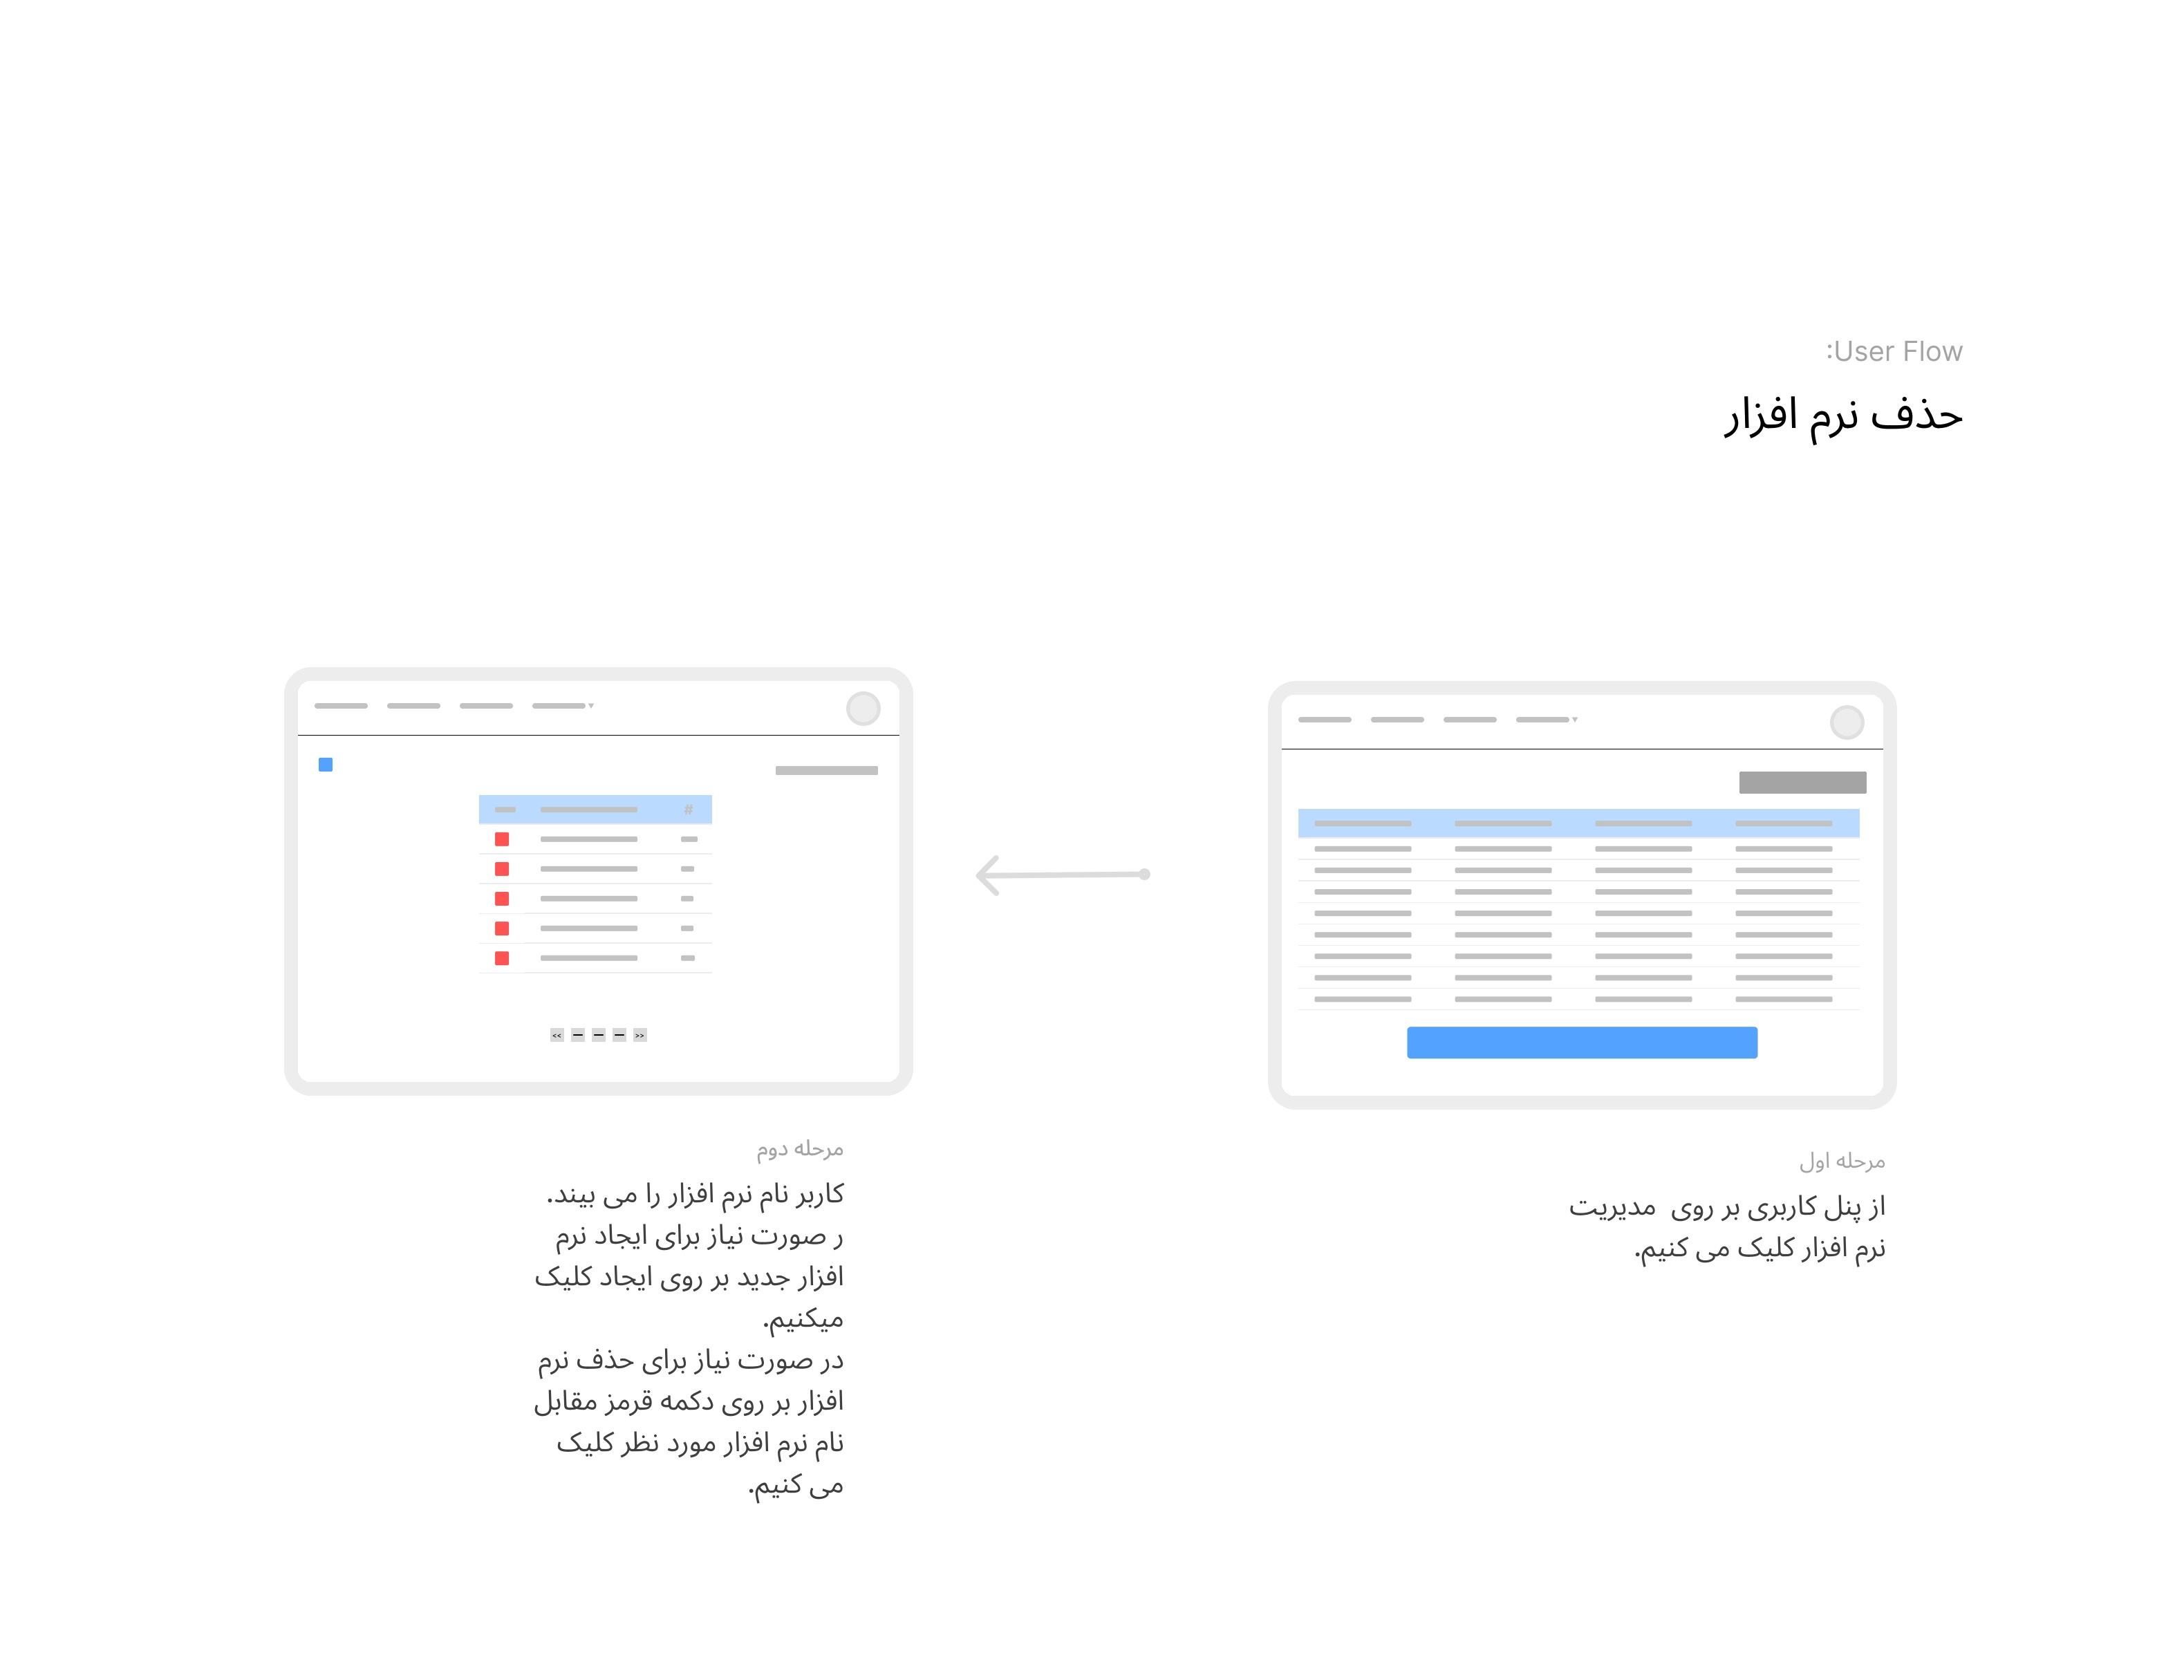 User Flow:
حذف نرم افزار
#
<<
>>
مرحله اول
از پنل کاربری بر روی مدیریت
نرم افزار کلیک می کنیم.
مرحله دوم
کاربر نام نرم افزار را می بیند.
ر صورت نیاز برای ایجاد نرم
افزار جدید بر روی ایجاد کلیک
میکنیم.
در صورت نیاز برای حذف نرم
افزار بر روی دکمه قرمز مقابل
نام نرم افزار مورد نظر کلیک
می کنیم.